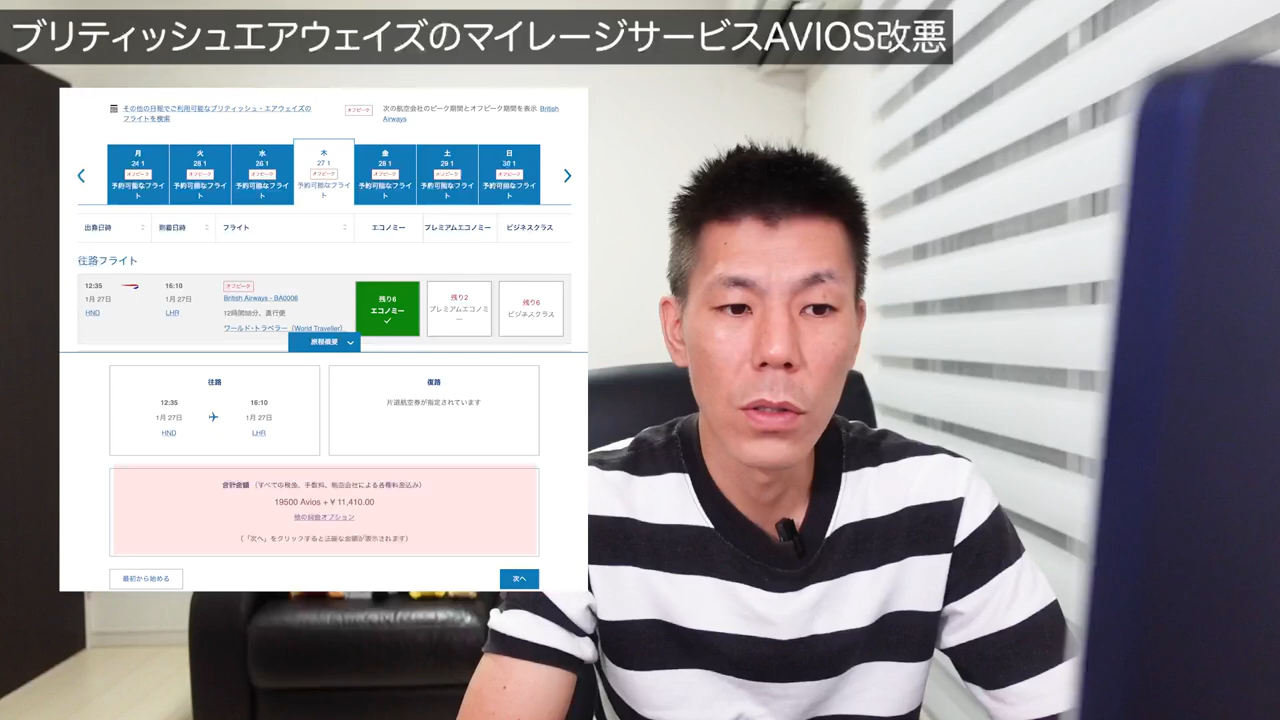 ブリティッシュエアウェイズのマイレージサービスAVIOS改悪
その他の日程でご利用可能なブリティッシュ・エアウェイズの
フライトを検索
オフピーク
次の航空会社のピーク期間とオフピーク期間を表示 British
Airways
月 火 水 木 金 土 日
27 1
オフピーク オフピーク オフピーク オフピーク オフピーク オフピーク オフピーク
予約可能なフライト 予約可能なフライト 予約可能なフライト 予約可能なフライト 予約可能なフライト 予約可能なフライト 予約可能なフライト
出発日時 到着日時 フライト エコノミー プレミアムエコノミー ビジネスクラス
往路フライト
12:35 16:10 オフピーク
1月 27日 1月 27日 British Airways - BA0008
HND LHR
直行便
ワールド・トラベラー (World Traveller)
残り6
エコノミー
残り2
プレミアムエコノミー
残り6
ビジネスクラス
旅程概要
往路 復路
12:35 16:10 片道航空券が指定されています
1月 27日 1月 27日
HND LHR
合計金額 (すべての税金、手数料、航空会社による各種料金込み)
19500 Avios + ¥ 11,410.00
他の料金オプション
(「次へ」をクリックすると正確な金額が表示されます)
最初から始める 次へ